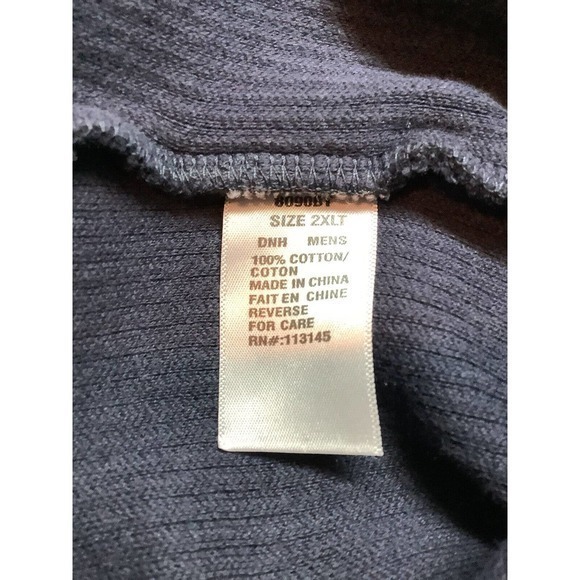 SIZE 2XLT
DNH MENS
100% COTTON/
COTON
MADE IN CHINA
FAIT EN CHINE
REVERSE
FOR CARE
RN#:113145